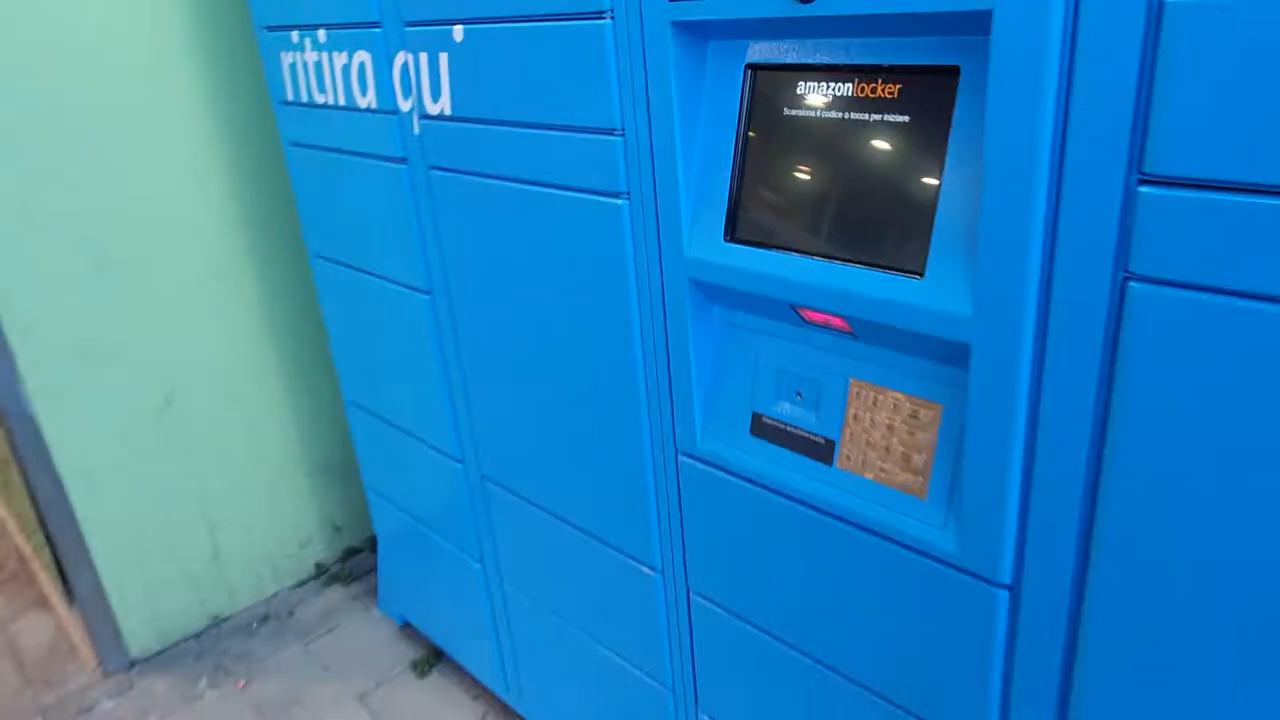 ritira qui
amazonlocker
Scansiona il codice o tocca per iniziare